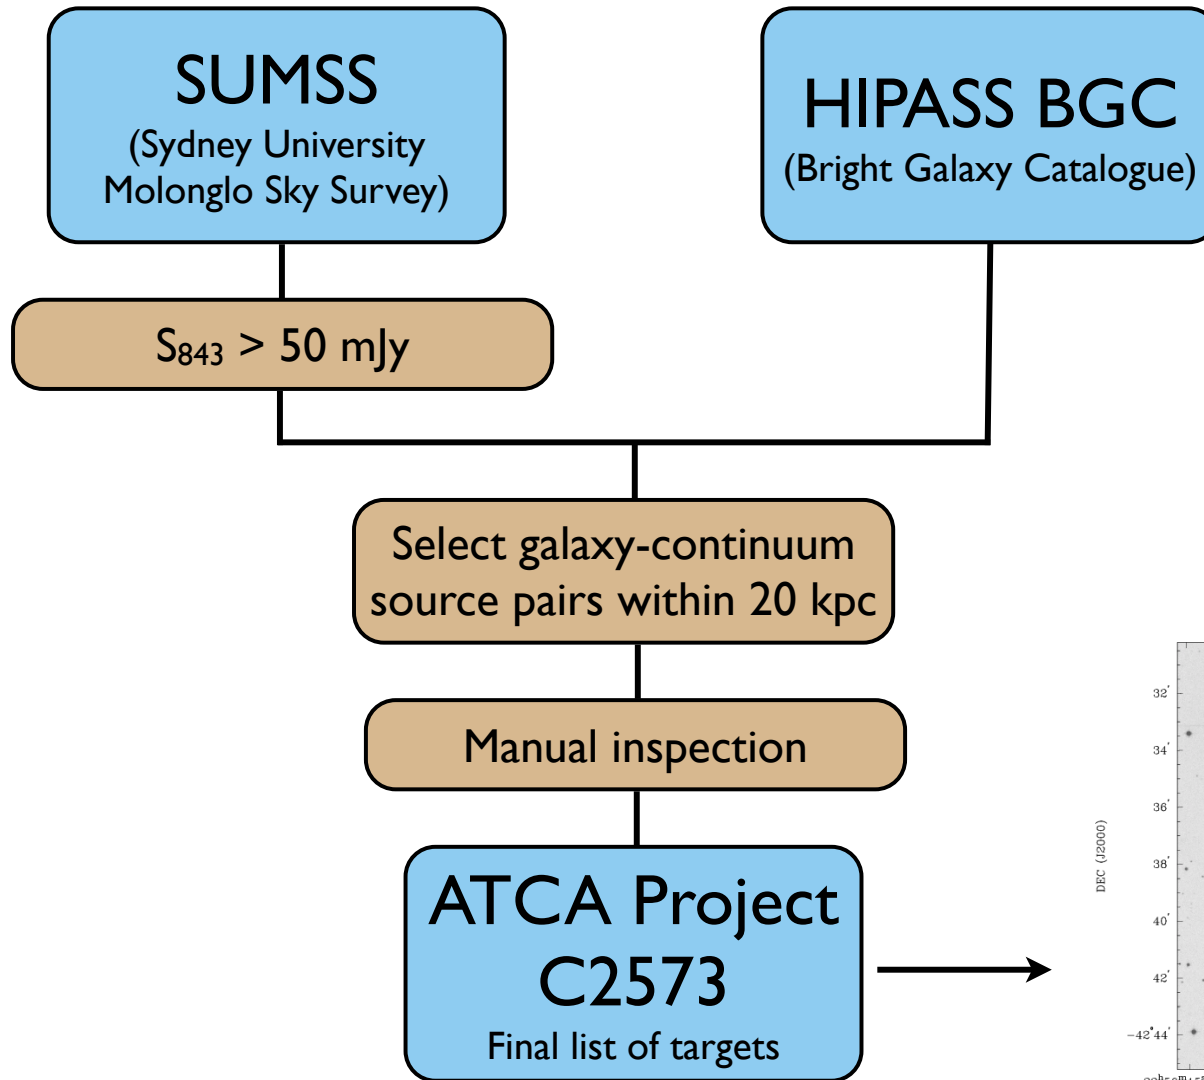 SUMSS
(Sydney University
Molonglo Sky Survey)
HIPASS BGC
(Bright Galaxy Catalogue)
S₈₄₃ > 50 mJy
Select galaxy-continuum
source pairs within 20 kpc
Manual inspection
ATCA Project
C2573
Final list of targets
DEC (J2000)
32'
34'
36'
38'
40'
42'
-42°44'